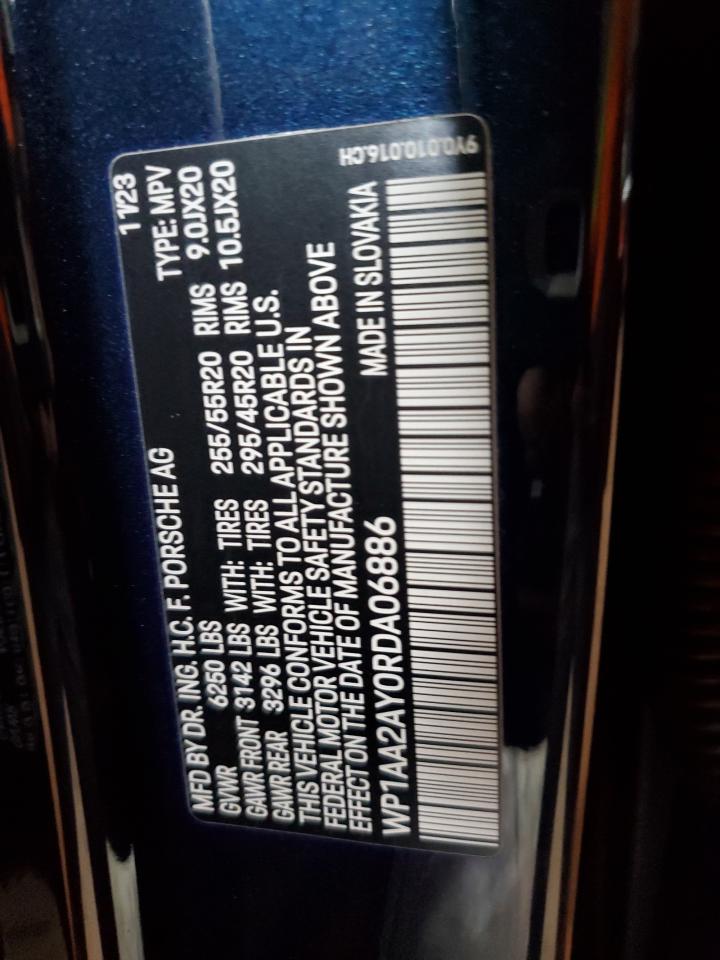 11/23
MFD BY DR. ING. H.C. F. PORSCHE AG TYPE: MPV
GVWR 6250 LBS
GAWR FRONT 3142 LBS WITH: TIRES 255/55R20 RIMS 9.0JX20
GAWR REAR 3296 LBS WITH: TIRES 295/45R20 RIMS 10.5JX20
THIS VEHICLE CONFORMS TO ALL APPLICABLE U.S.
FEDERAL MOTOR VEHICLE SAFETY STANDARDS IN
EFFECT ON THE DATE OF MANUFACTURE SHOWN ABOVE
WP1AA2AY0RDA06886 MADE IN SLOVAKIA
9Y0.010.016.CH